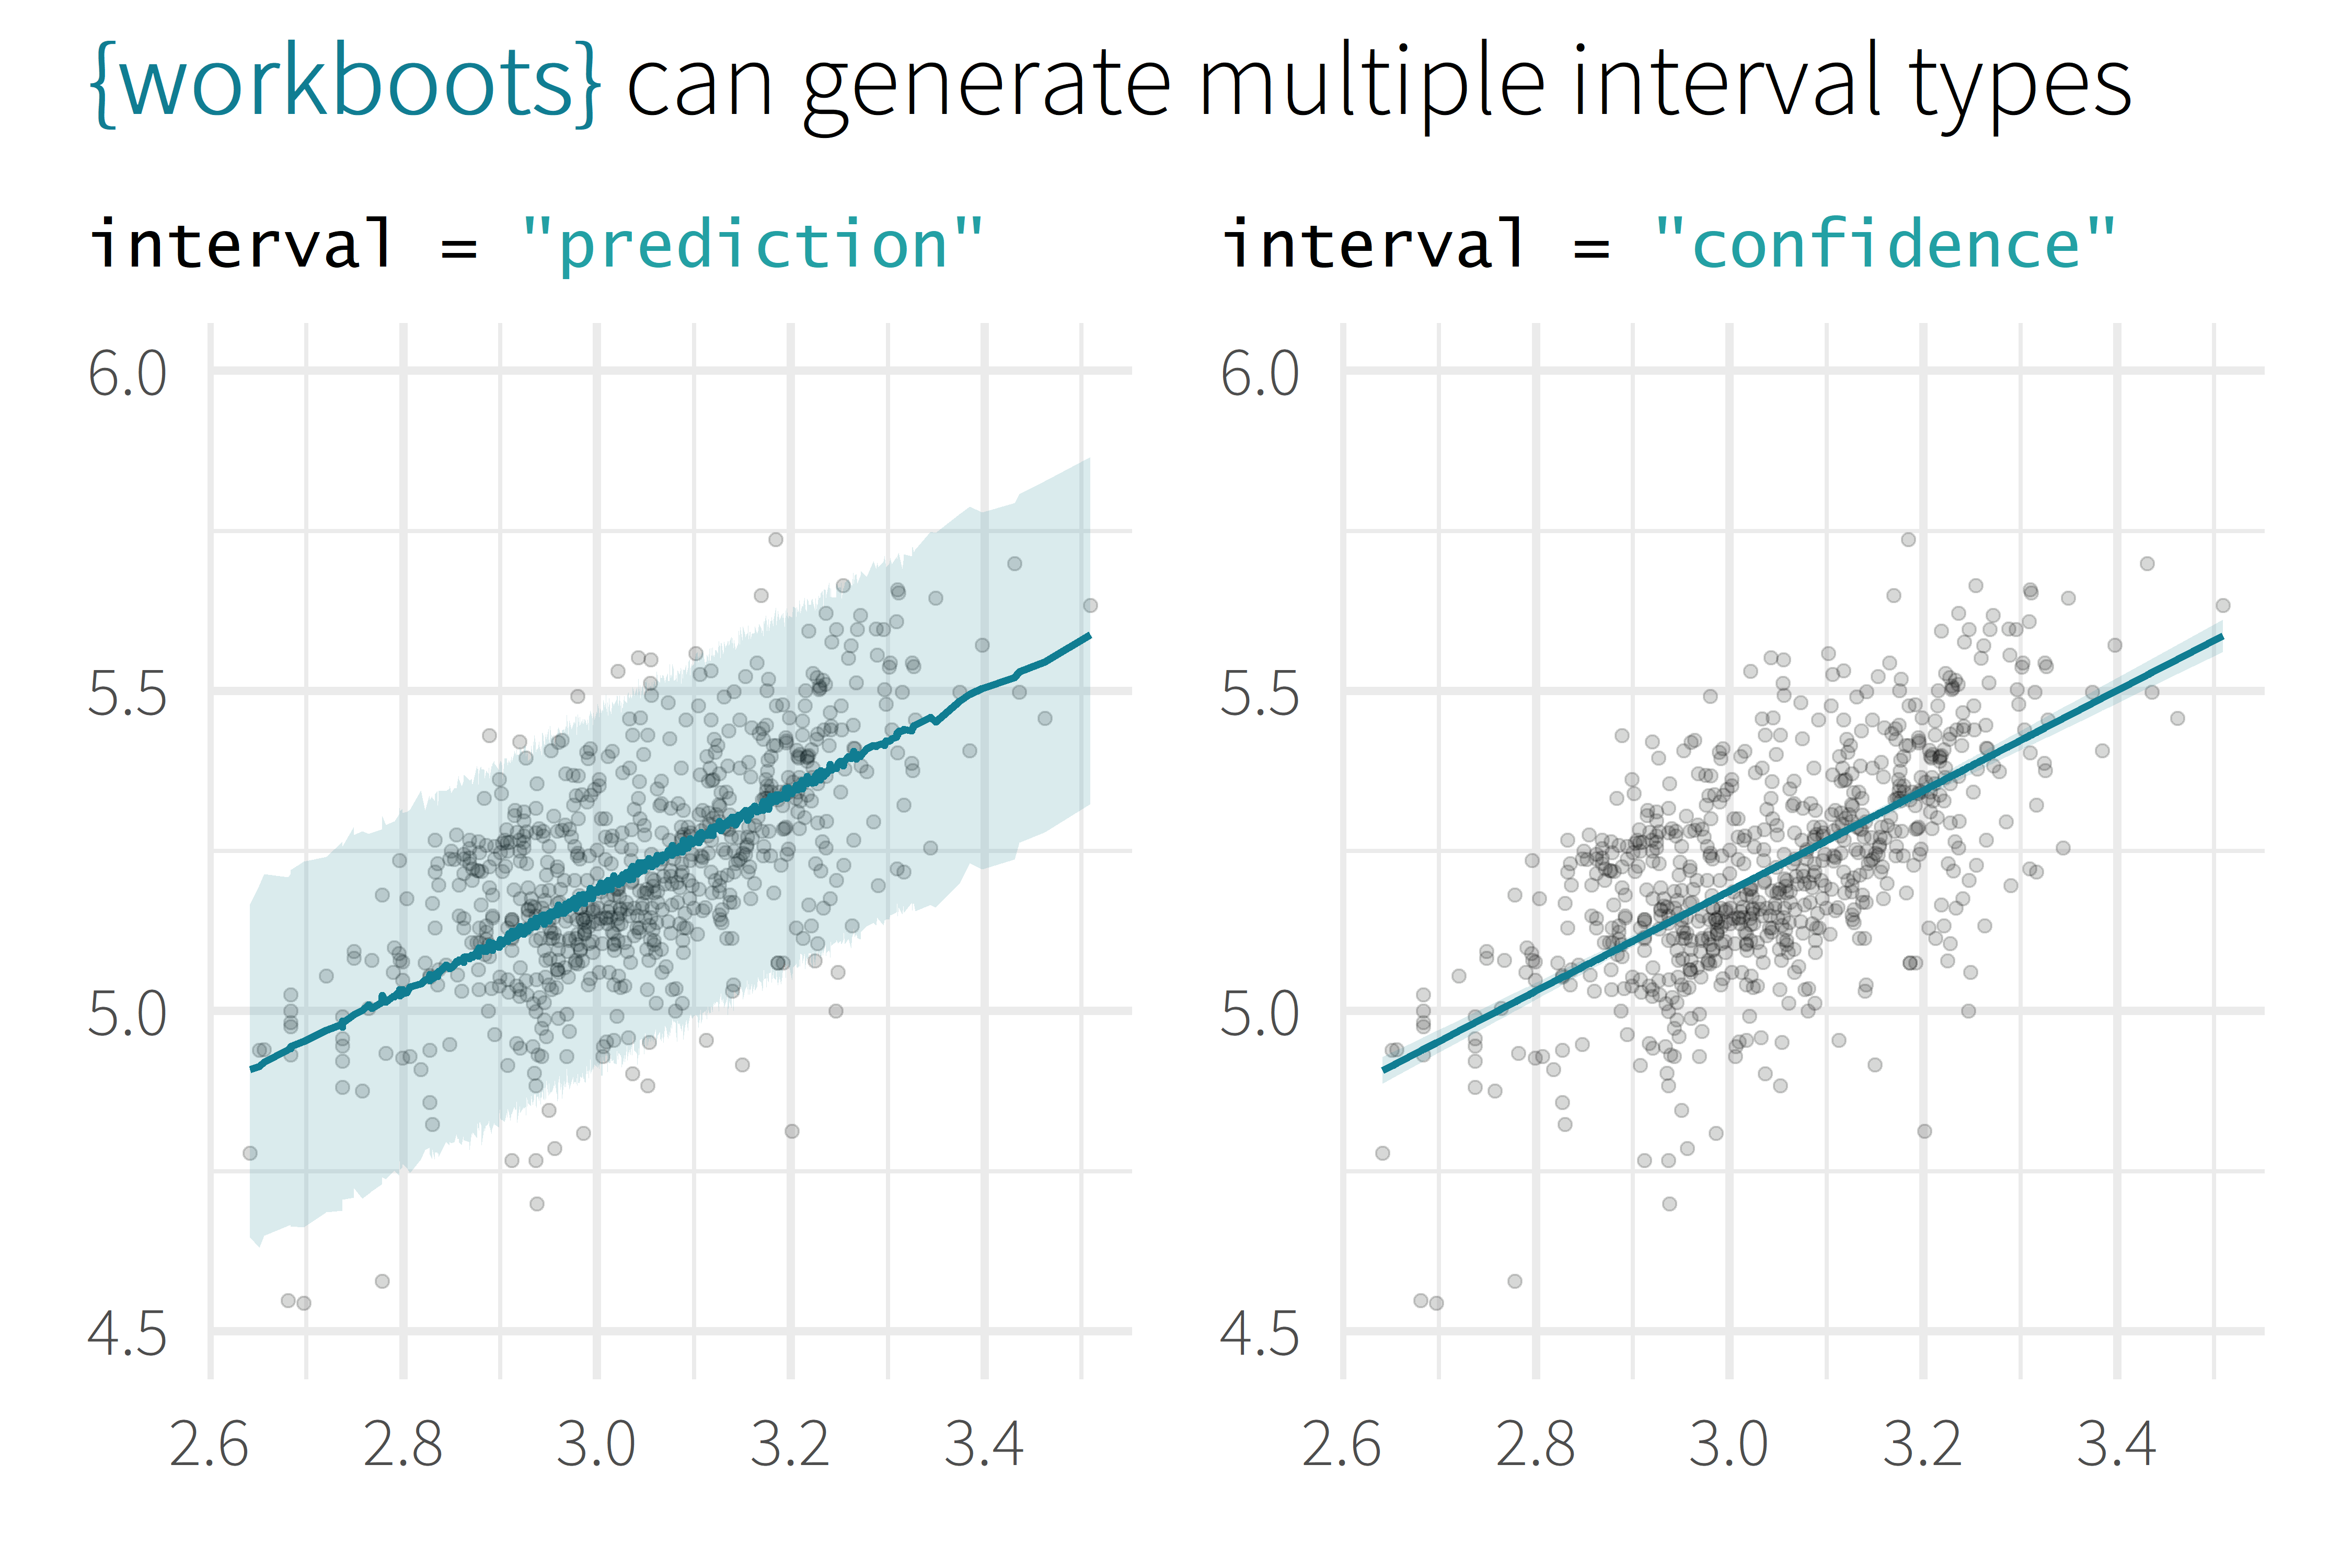 {workboots} can generate multiple interval types
interval = "prediction"
interval = "confidence"
6.0
5.5
5.0
4.5
2.6 2.8 3.0 3.2 3.4
6.0
5.5
5.0
4.5
2.6 2.8 3.0 3.2 3.4